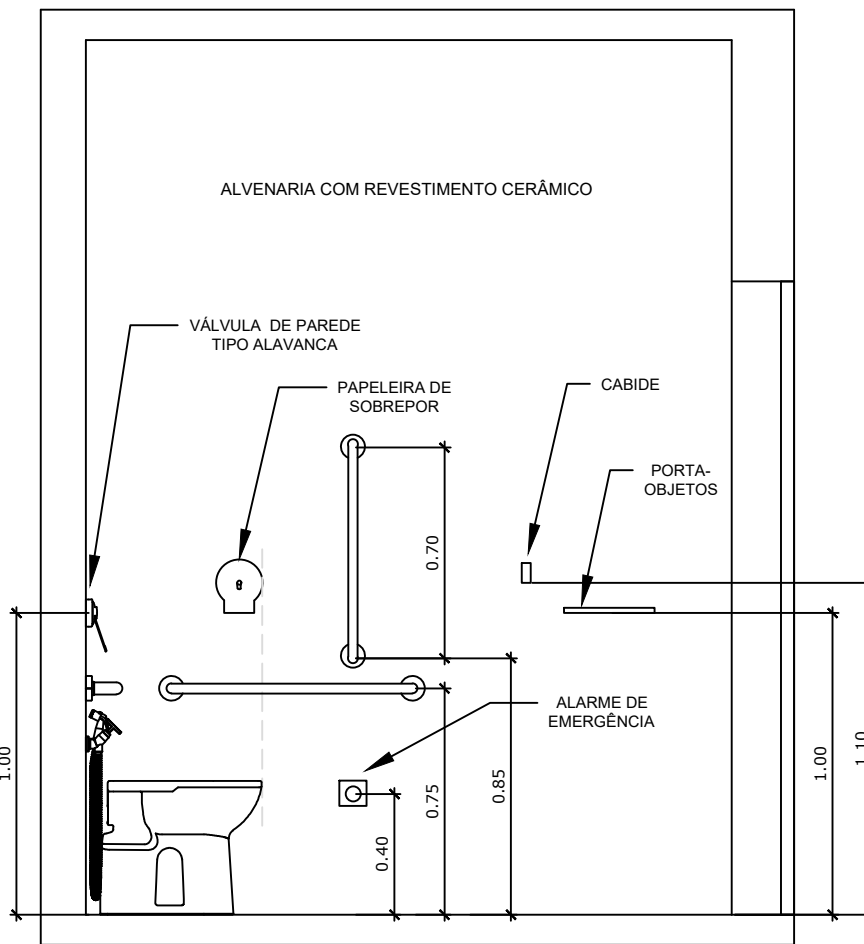 ALVENARIA COM REVESTIMENTO CERÂMICO
VÁLVULA DE PAREDE
TIPO ALAVANCA
PAPELEIRA DE
SOBREPOR
CABIDE
PORTA-
OBJETOS
0.70
ALARME DE
EMERGÊNCIA
1.00
0.40
0.75
0.85
1.00
1.10